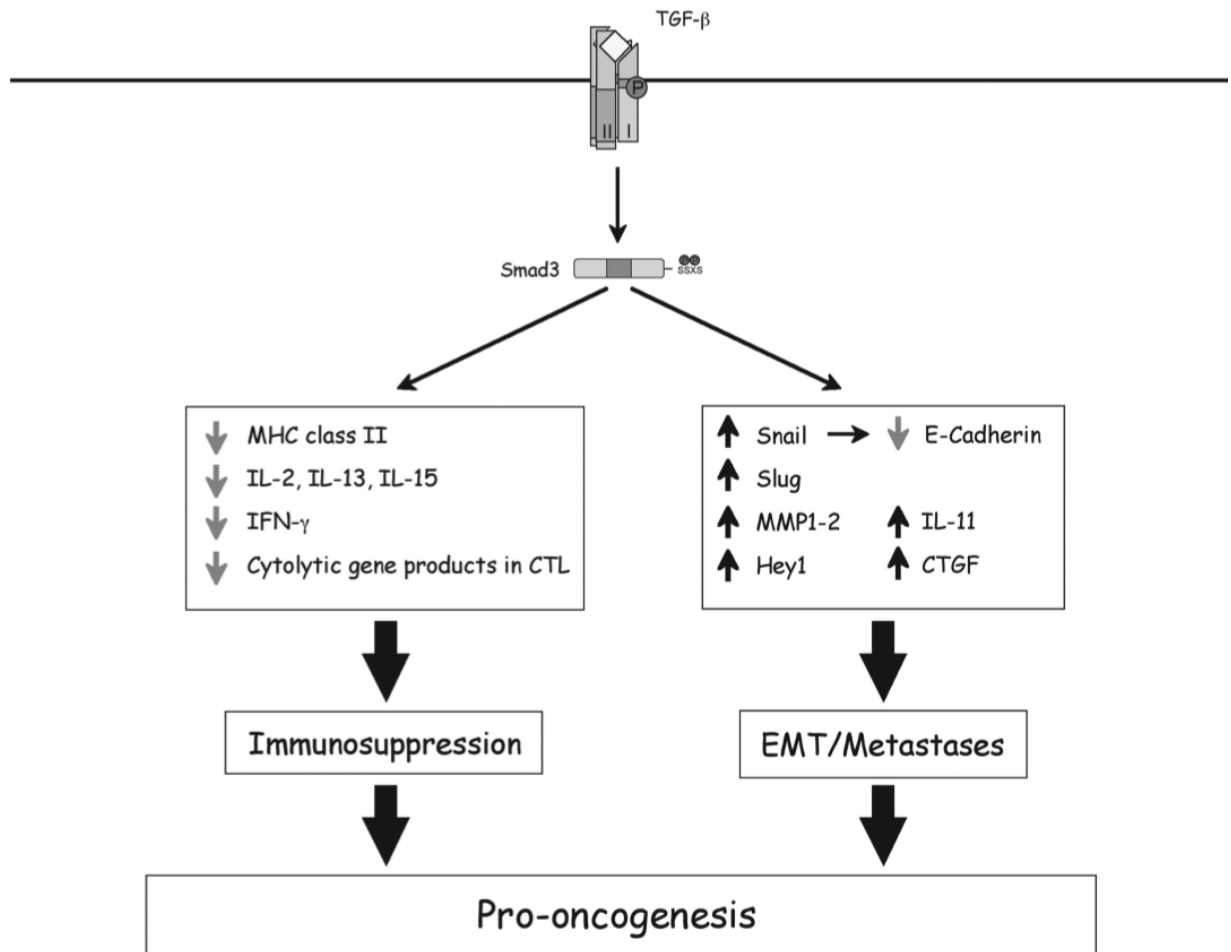 TGF-β
P
II I
Smad3
P P
SSXS
MHC class II
IL-2, IL-13, IL-15
IFN-γ
Cytolytic gene products in CTL
Snail → E-Cadherin
Slug
MMP1-2 IL-11
Hey1 CTGF
Immunosuppression
EMT/Metastases
Pro-oncogenesis